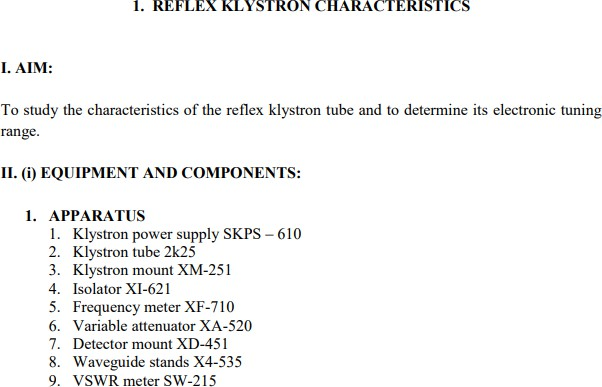 1. REFLEX KLYSTRON CHARACTERISTICS
I. AIM:
To study the characteristics of the reflex klystron tube and to determine its electronic tuning
range.
II. (i) EQUIPMENT AND COMPONENTS:
1. APPARATUS
1. Klystron power supply SKPS – 610
2. Klystron tube 2k25
3. Klystron mount XM-251
4. Isolator XI-621
5. Frequency meter XF-710
6. Variable attenuator XA-520
7. Detector mount XD-451
8. Waveguide stands X4-535
9. VSWR meter SW-215